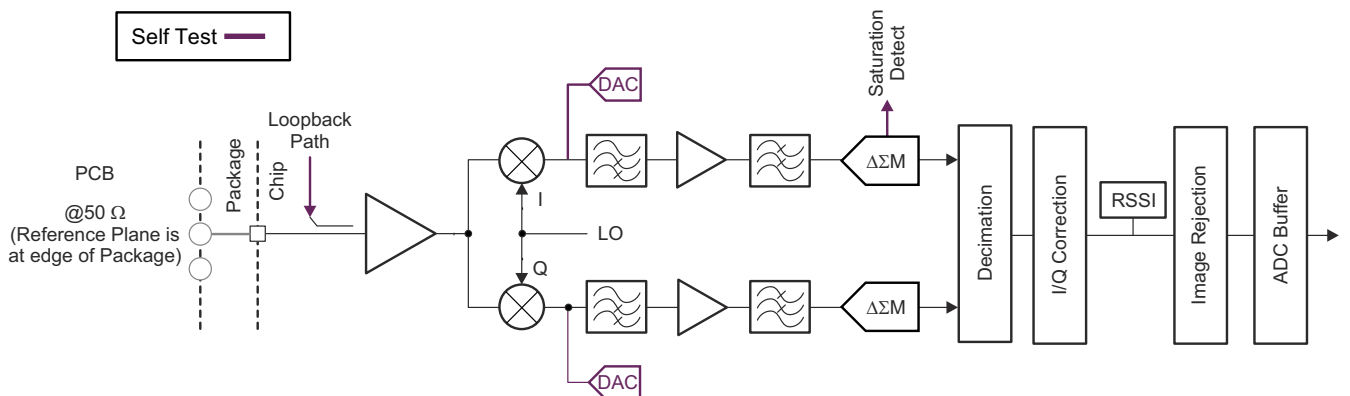 Self Test
Loopback
Path
PCB
@50 Ω
(Reference Plane is
at edge of Package)
Package
Chip
DAC
I
LO
Q
DAC
Saturation
Detect
ΔΣM
ΔΣM
Decimation
I/Q Correction
RSSI
Image Rejection
ADC Buffer